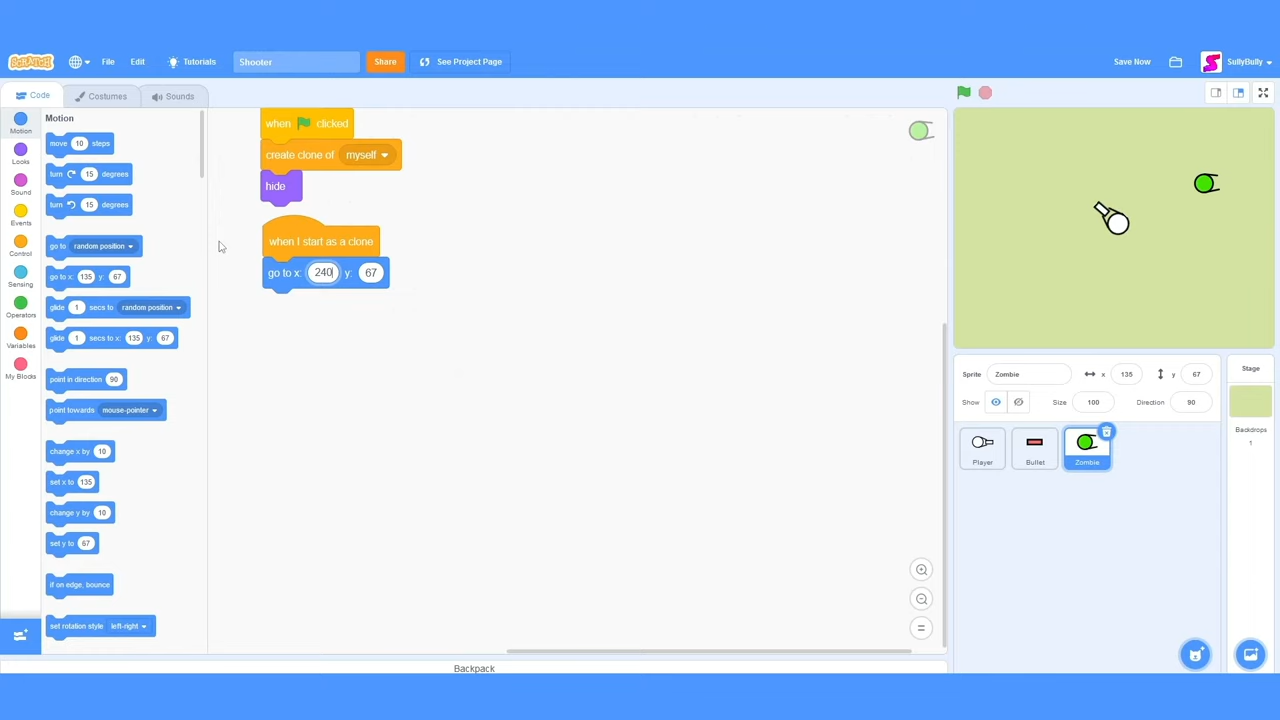 SCRATCH
File
Edit
Tutorials
Shooter
Share
See Project Page
Save Now
SullyBully
Code
Costumes
Sounds
Motion
Looks
Sound
Events
Control
Sensing
Operators
Variables
My Blocks
Motion
move 10 steps
turn 15 degrees
turn 15 degrees
go to random position
go to x: 135 y: 67
glide 1 secs to random position
glide 1 secs to x: 135 y: 67
point in direction 90
point towards mouse-pointer
change x by 10
set x to 135
change y by 10
set y to 67
if on edge, bounce
set rotation style left-right
when clicked
create clone of myself
hide
when I start as a clone
go to x: 240 y: 67
Backpack
Sprite Zombie x 135 y 67
Show Size 100 Direction 90
Player
Bullet
Zombie
Stage
Backdrops
1